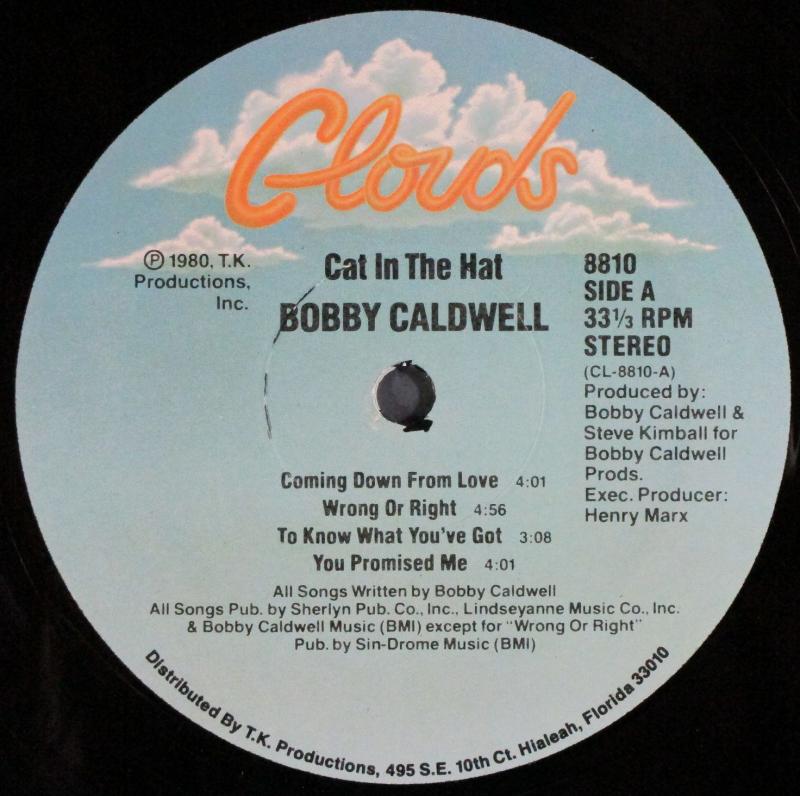 Clouds
℗ 1980, T.K.
Productions,
Inc.
Cat In The Hat
BOBBY CALDWELL
8810
SIDE A
33⅓ RPM
STEREO
(CL-8810-A)
Produced by:
Bobby Caldwell &
Steve Kimball for
Bobby Caldwell
Prods.
Exec. Producer:
Henry Marx
Coming Down From Love 4:01
Wrong Or Right 4:56
To Know What You've Got 3:08
You Promised Me 4:01
All Songs Written by Bobby Caldwell
All Songs Pub. by Sherlyn Pub. Co., Inc., Lindseyanne Music Co., Inc.
& Bobby Caldwell Music (BMI) except for "Wrong Or Right"
Pub. by Sin-Drome Music (BMI)
Distributed By T.K. Productions, 495 S.E. 10th Ct. Hialeah, Florida 33010